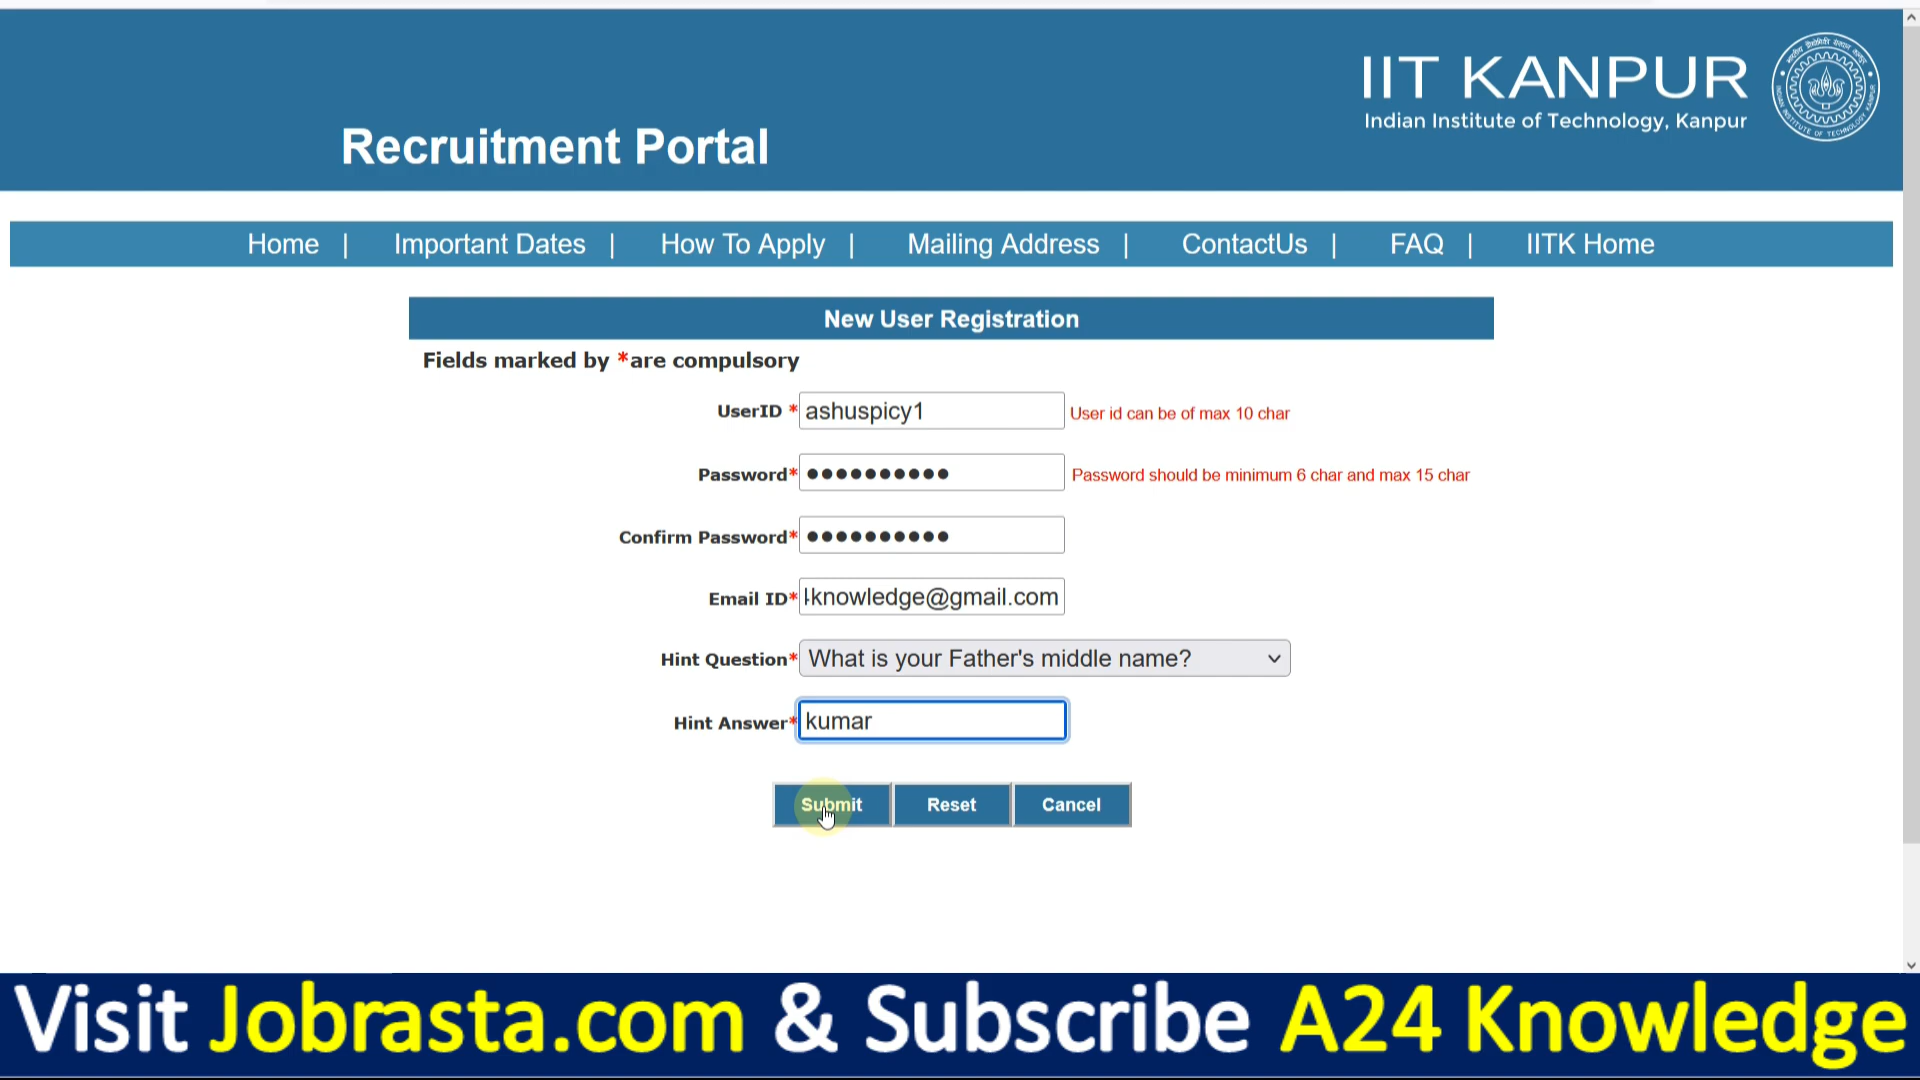 IIT KANPUR
Indian Institute of Technology, Kanpur
Recruitment Portal
Home | Important Dates | How To Apply | Mailing Address | ContactUs | FAQ | IITK Home
New User Registration
Fields marked by *are compulsory
UserID * ashuspicy1 User id can be of max 10 char
Password* ●●●●●●●●●● Password should be minimum 6 char and max 15 char
Confirm Password* ●●●●●●●●●●
Email ID* knowledge@gmail.com
Hint Question* What is your Father's middle name?
Hint Answer* kumar
Submit Reset Cancel
Visit Jobrasta.com & Subscribe A24 Knowledge